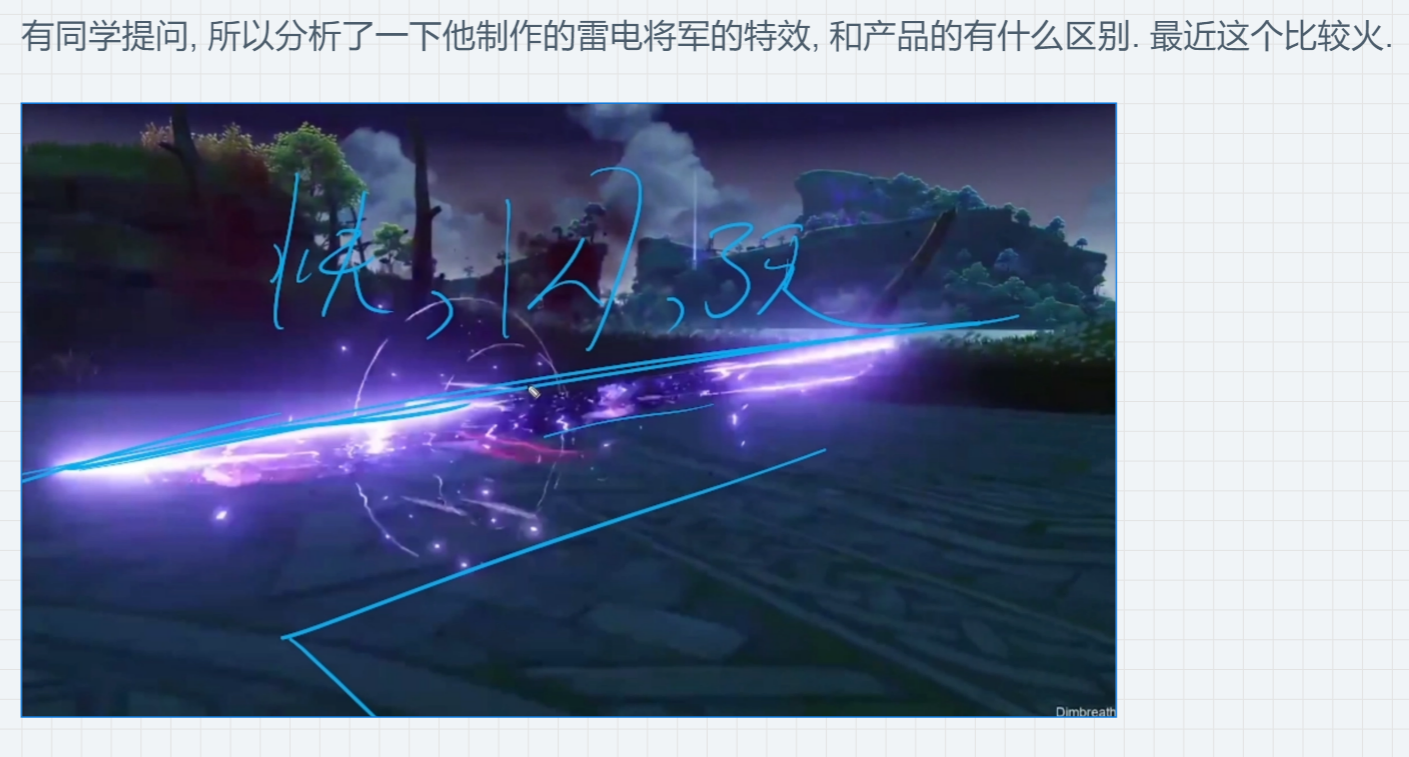 有同学提问, 所以分析了一下他制作的雷电将军的特效, 和产品的有什么区别. 最近这个比较火.
快,
Dimbreath